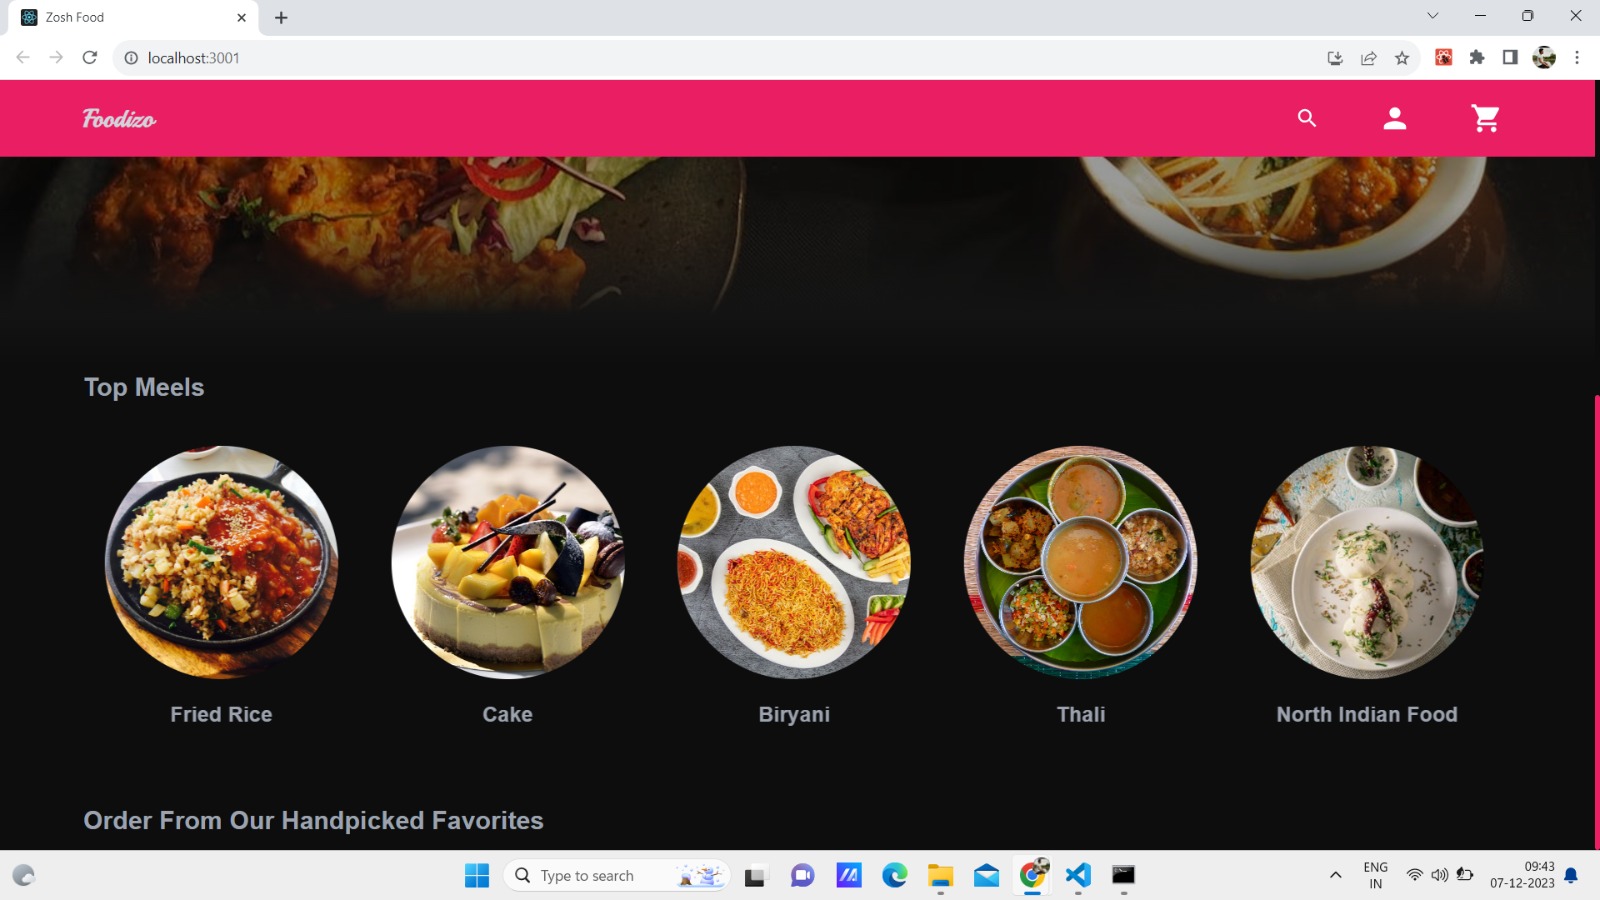 Zosh Food
localhost:3001
Foodizo
Top Meels
Fried Rice
Cake
Biryani
Thali
North Indian Food
Order From Our Handpicked Favorites
Type to search
ENG
IN
09:43
07-12-2023